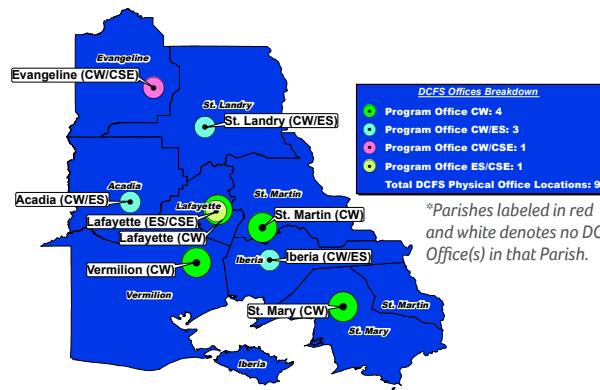 Evangeline
Evangeline (CW/CSE)
St. Landry
St. Landry (CW/ES)
DCFS Offices Breakdown
Program Office CW: 4
Program Office CW/ES: 3
Program Office CW/CSE: 1
Program Office ES/CSE: 1
Total DCFS Physical Office Locations: 9
Acadia
Acadia (CW/ES)
St. Martin
Lafayette
Lafayette (ES/CSE)
St. Martin (CW)
Lafayette (CW)
*Parishes labeled in red
and white denotes no DC
Office(s) in that Parish.
Vermilion (CW)
Iberia
Iberia (CW/ES)
Vermilion
St. Mary (CW)
St. Martin
St. Mary
Iberia